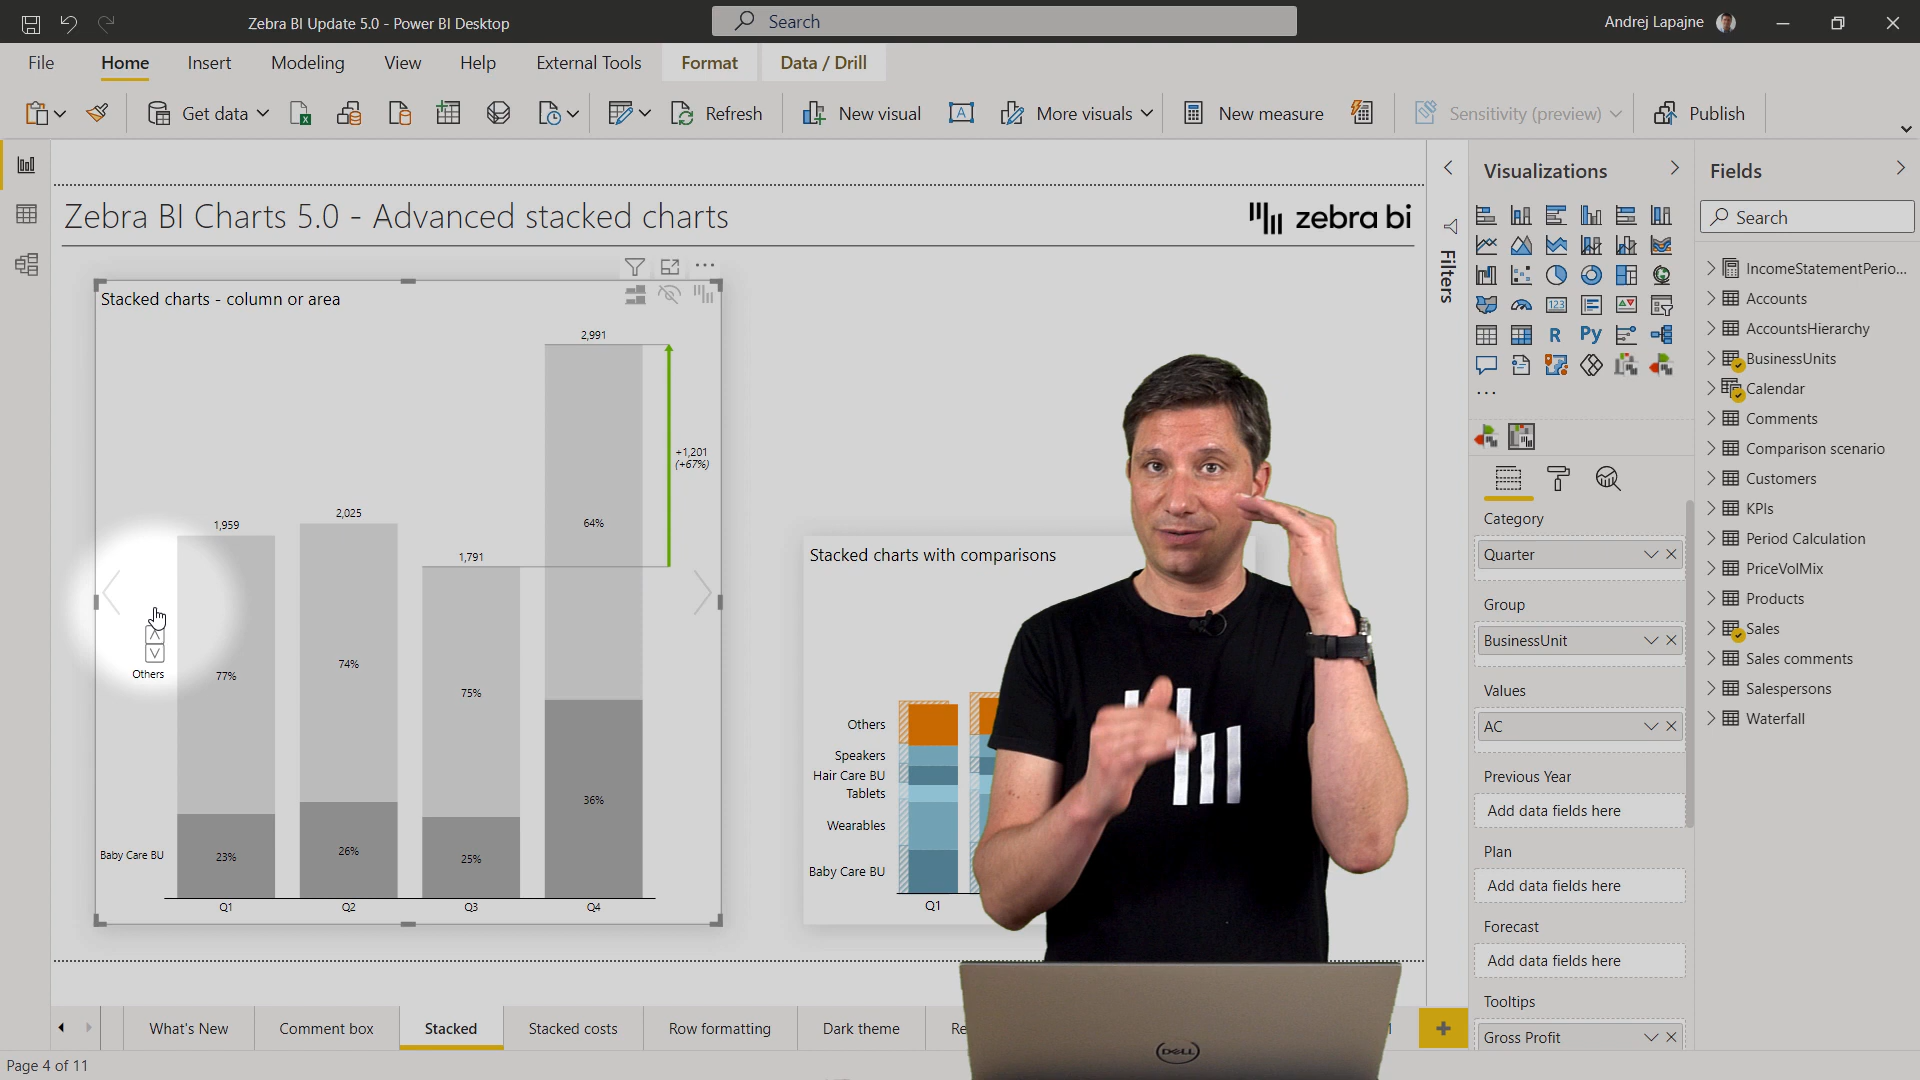 Zebra BI Update 5.0 - Power BI Desktop
Search
Andrej Lapajne
File
Home
Insert
Modeling
View
Help
External Tools
Format
Data / Drill
Get data
Refresh
New visual
More visuals
New measure
Sensitivity (preview)
Publish
Zebra BI Charts 5.0 - Advanced stacked charts
zebra bi
Stacked charts - column or area
2,991
+1,201
(+67%)
64%
2,025
1,959
1,791
77%
74%
75%
Others
36%
Baby Care BU
23%
26%
25%
Q1
Q2
Q3
Q4
Stacked charts with comparisons
Others
Speakers
Hair Care BU
Tablets
Wearables
Baby Care BU
Q1
DELL
Filters
Visualizations
123
R
Py
Category
Quarter
Group
BusinessUnit
Values
AC
Previous Year
Add data fields here
Plan
Add data fields here
Forecast
Add data fields here
Tooltips
Gross Profit
Fields
Search
IncomeStatementPerio...
Accounts
AccountsHierarchy
BusinessUnits
Calendar
Comments
Comparison scenario
Customers
KPIs
Period Calculation
PriceVolMix
Products
Sales
Sales comments
Salespersons
Waterfall
What's New
Comment box
Stacked
Stacked costs
Row formatting
Dark theme
Page 4 of 11